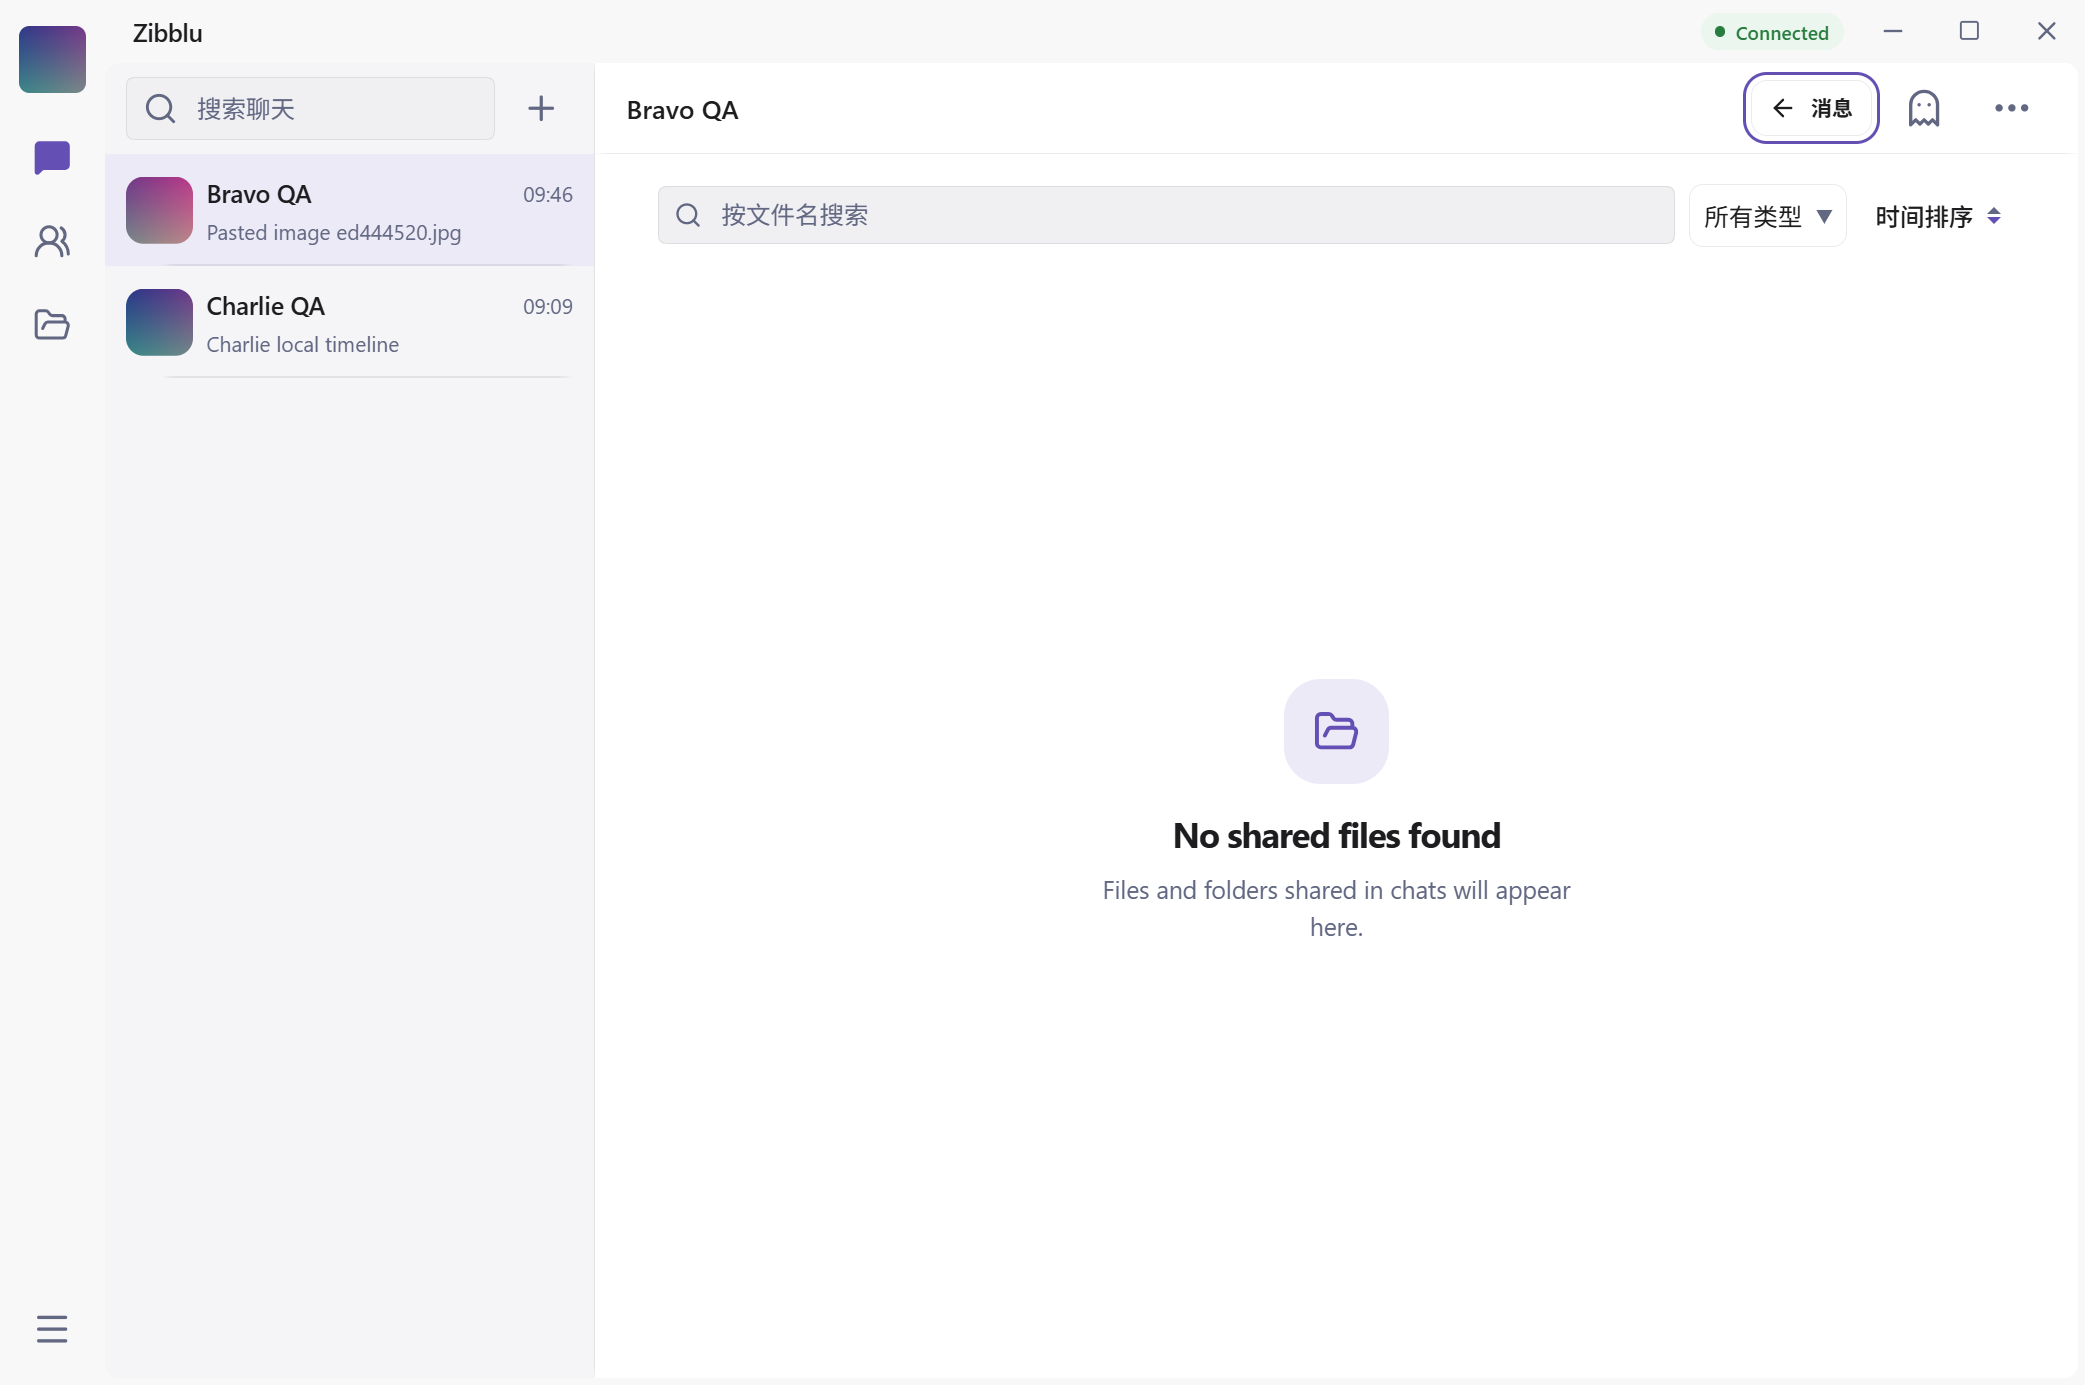 Zibblu
Connected
搜索聊天
Bravo QA
09:46
Pasted image ed444520.jpg
Charlie QA
09:09
Charlie local timeline
Bravo QA
消息
按文件名搜索
所有类型
时间排序
No shared files found
Files and folders shared in chats will appear
here.